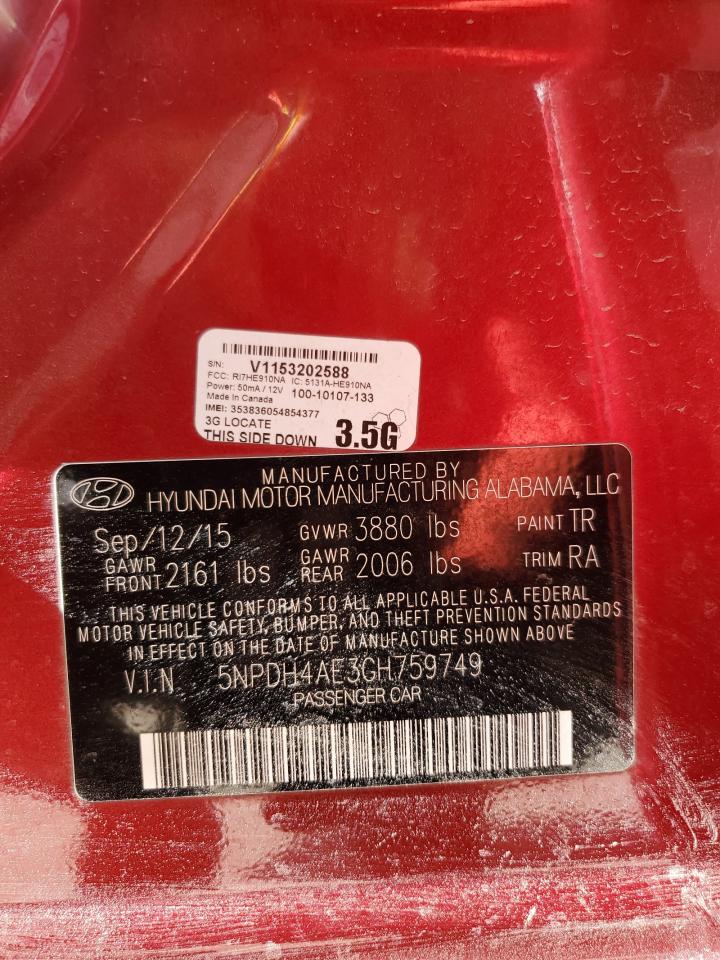 S/N: V1153202588
FCC: RI7HE910NA IC: 5131A-HE910NA
Power: 50mA / 12V 100-10107-133
Made In Canada
IMEI: 353836054854377
3G LOCATE
THIS SIDE DOWN 3.5G
MANUFACTURED BY
HYUNDAI MOTOR MANUFACTURING ALABAMA, LLC
Sep/12/15 GVWR 3880 lbs PAINT TR
GAWR FRONT 2161 lbs GAWR REAR 2006 lbs TRIM RA
THIS VEHICLE CONFORMS TO ALL APPLICABLE U.S.A. FEDERAL
MOTOR VEHICLE SAFETY, BUMPER, AND THEFT PREVENTION STANDARDS
IN EFFECT ON THE DATE OF MANUFACTURE SHOWN ABOVE
V.I.N 5NPDH4AE3GH759749
PASSENGER CAR